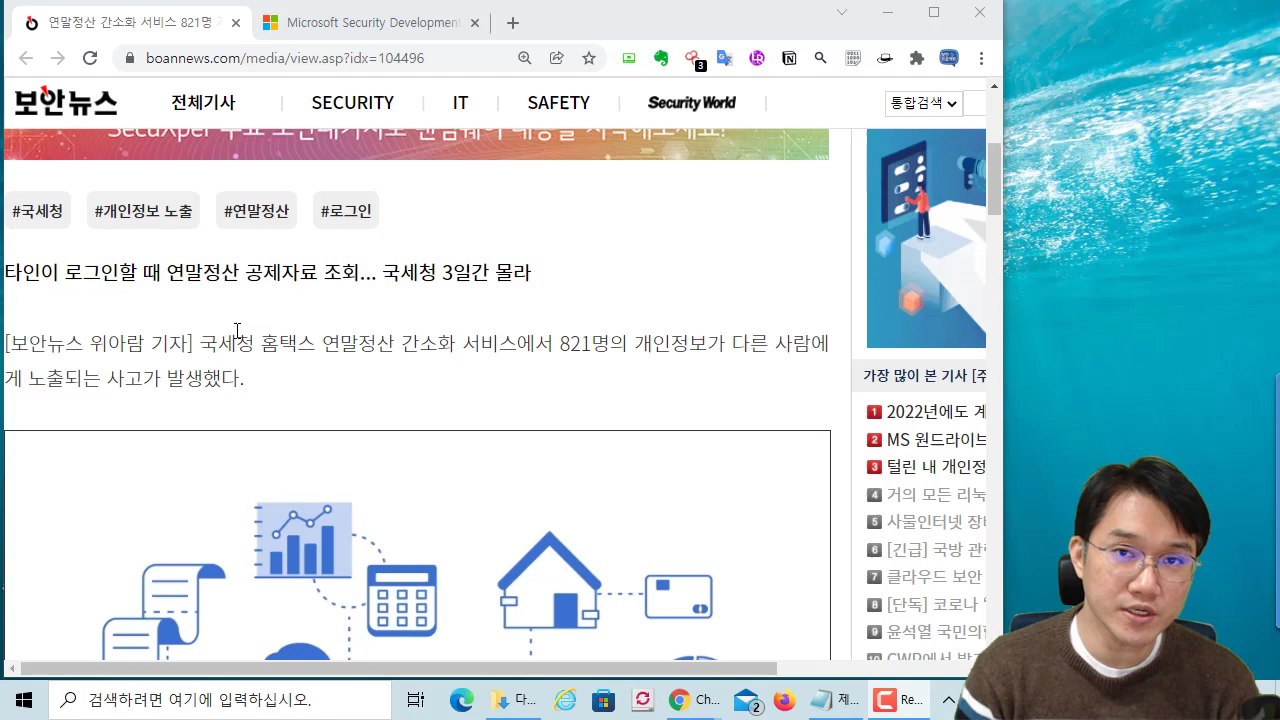 연말정산 간소화 서비스 821명
Microsoft Security Development
boannews.com/media/view.asp?idx=104496
3
보안뉴스
전체기사
SECURITY
IT
SAFETY
Security World
통합검색
#국세청
#개인정보 노출
#연말정산
#로그인
타인이 로그인할 때 연말정산 공제자료 조회... 국세청 3일간 몰라
[보안뉴스 위아람 기자] 국세청 홈택스 연말정산 간소화 서비스에서 821명의 개인정보가 다른 사람에
게 노출되는 사고가 발생했다.
가장 많이 본 기사 [주
1 2022년에도 계
2 MS 원드라이브
3 털린 내 개인정
4 거의 모든 리눅
5 사물인터넷 장
6 [긴급] 국방 관
7 클라우드 보안
8 [단독] 코로나
9 윤석열 국민의
검색하려면 여기에 입력하십시오.
다...
Ch...
2
제...
Re...